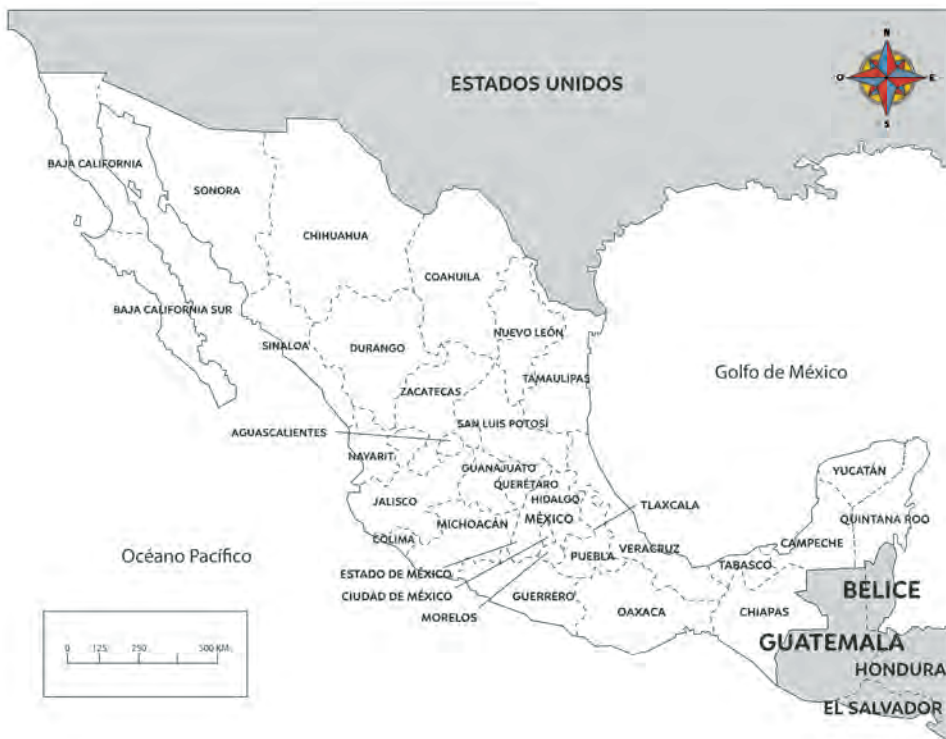 N
O E
S
ESTADOS UNIDOS
BAJA CALIFORNIA
SONORA
CHIHUAHUA
COAHUILA
BAJA CALIFORNIA SUR
NUEVO LEÓN
SINALOA
DURANGO
TAMAULIPAS
Golfo de México
ZACATECAS
SAN LUIS POTOSÍ
AGUASCALIENTES
NAYARIT
GUANAJUATO
YUCATÁN
QUERÉTARO
JALISCO
HIDALGO
TLAXCALA
MICHOACÁN
MÉXICO
QUINTANA ROO
COLIMA
CAMPECHE
Océano Pacífico
PUEBLA
VERACRUZ
TABASCO
ESTADO DE MÉXICO
CIUDAD DE MÉXICO
GUERRERO
BELICE
MORELOS
OAXACA
CHIAPAS
GUATEMALA
0 125 250 500 KM.
HONDURA
EL SALVADOR